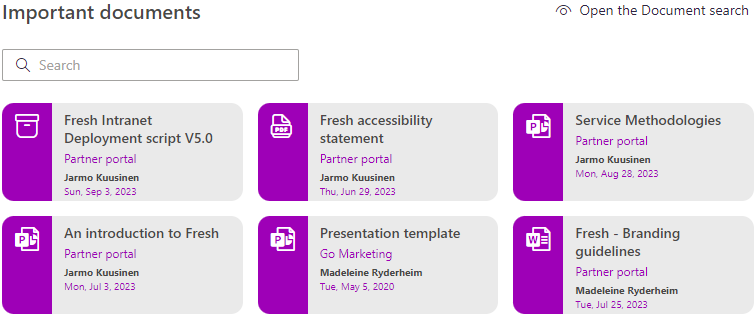 Important documents
Open the Document search
Search
Fresh Intranet
Deployment script V5.0
Partner portal
Jarmo Kuusinen
Sun, Sep 3, 2023
PDF
Fresh accessibility
statement
Partner portal
Jarmo Kuusinen
Thu, Jun 29, 2023
P
Service Methodologies
Partner portal
Jarmo Kuusinen
Mon, Aug 28, 2023
P
An introduction to Fresh
Partner portal
Jarmo Kuusinen
Mon, Jul 3, 2023
P
Presentation template
Go Marketing
Madeleine Ryderheim
Tue, May 5, 2020
W
Fresh - Branding
guidelines
Partner portal
Madeleine Ryderheim
Tue, Jul 25, 2023